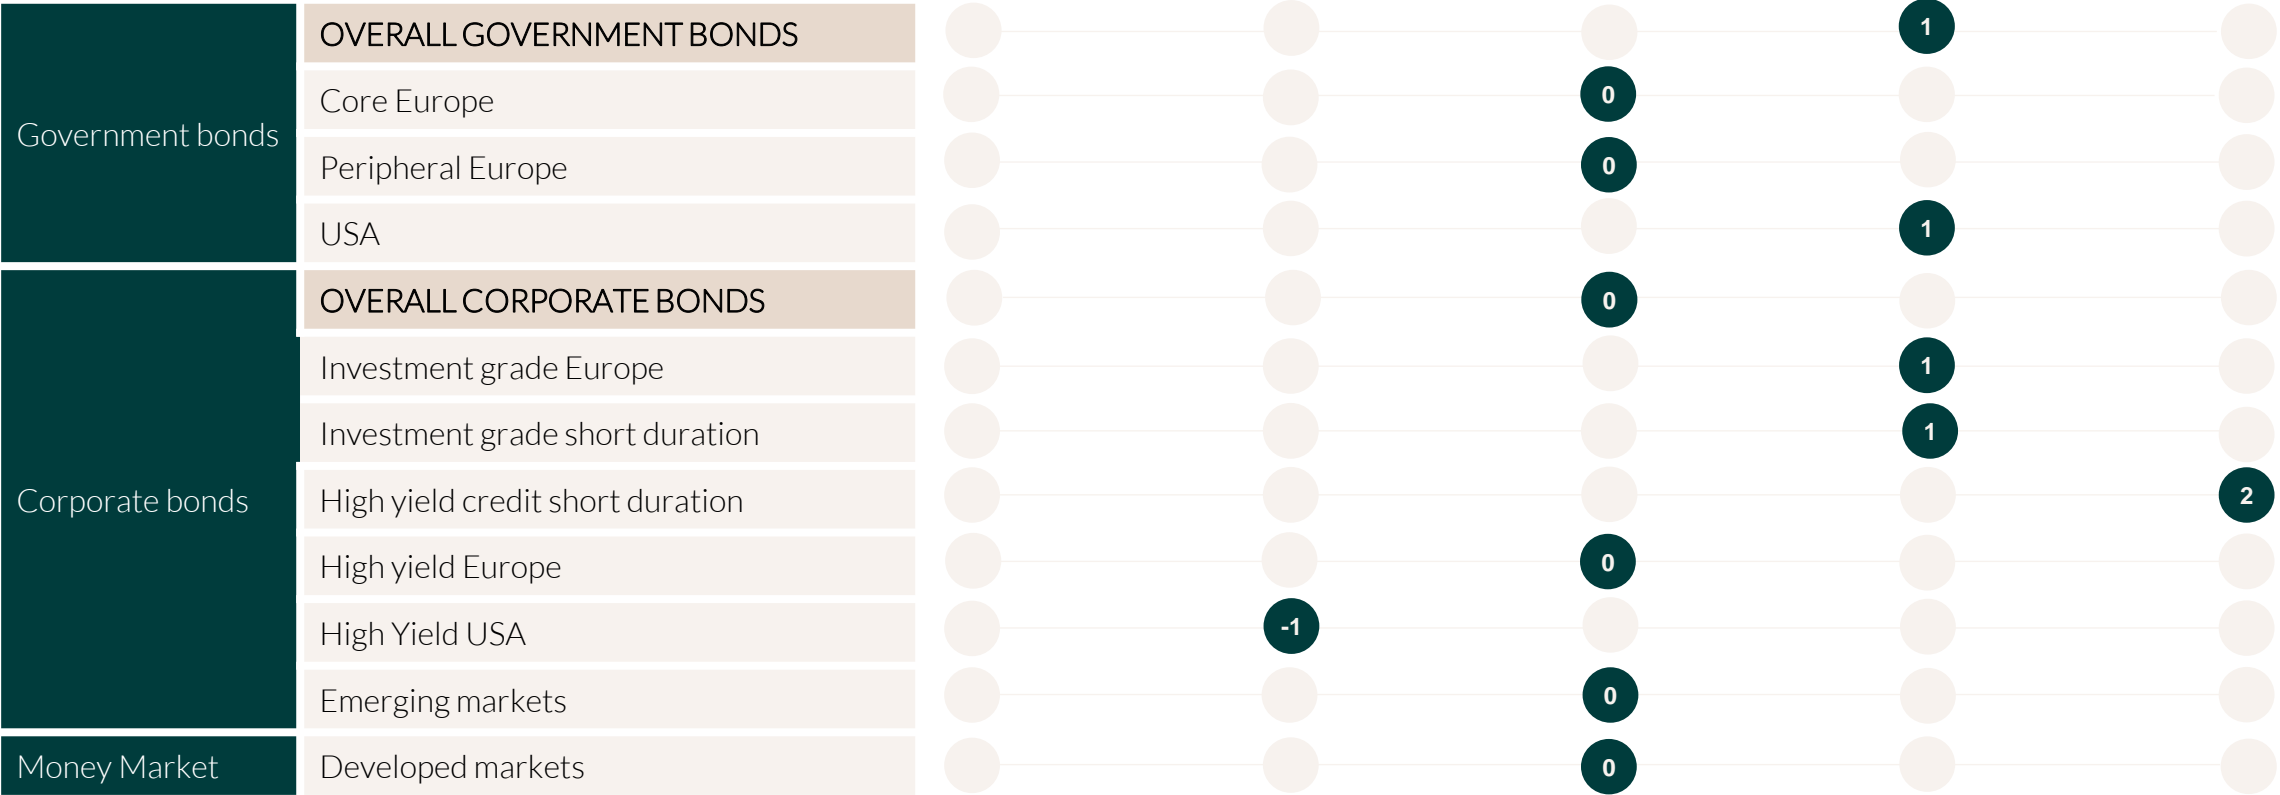 OVERALL GOVERNMENT BONDS 1
Core Europe 0
Government bonds
Peripheral Europe 0
USA 1
OVERALL CORPORATE BONDS 0
Investment grade Europe 1
Investment grade short duration 1
Corporate bonds
High yield credit short duration 2
High yield Europe 0
High Yield USA -1
Emerging markets 0
Money Market Developed markets 0